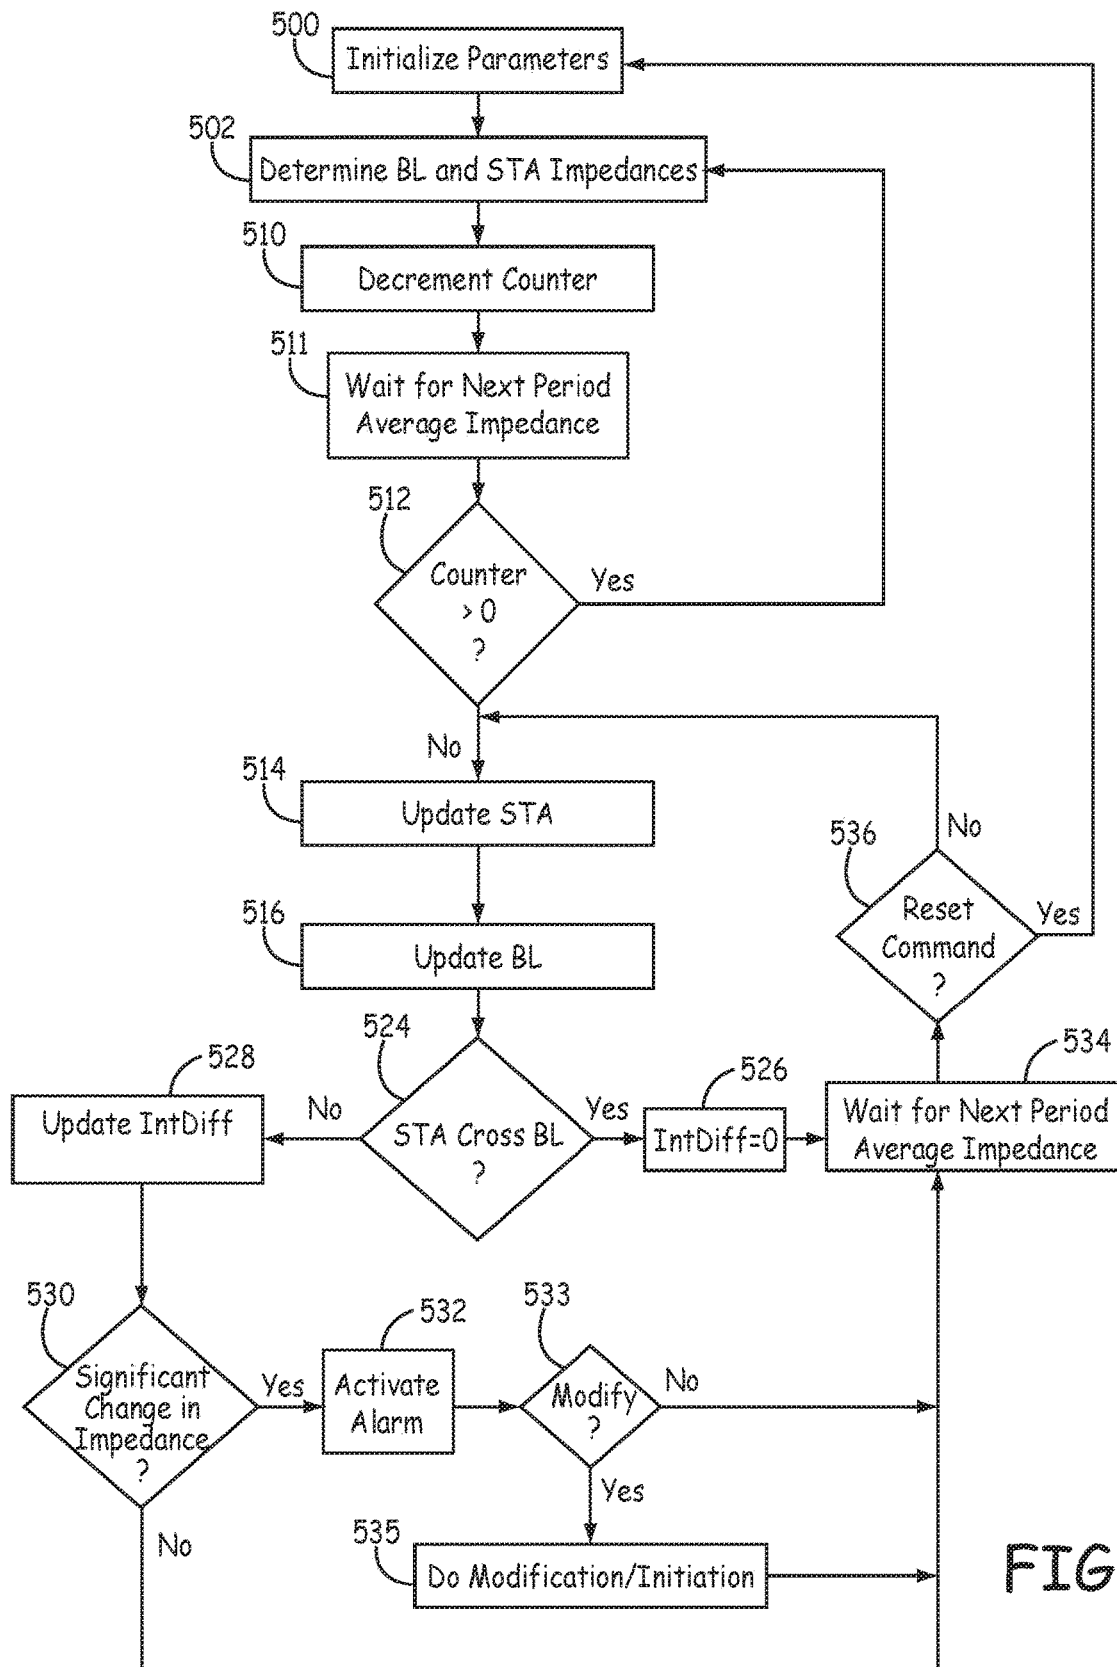 500
Initialize Parameters
502
Determine BL and STA Impedances
510
Decrement Counter
511
Wait for Next Period
Average Impedance
512
Counter
> 0
?
Yes
No
514
Update STA
536
No
Reset
Command
?
Yes
516
Update BL
524
STA Cross BL
?
No
Yes
528
Update IntDiff
526
IntDiff=0
534
Wait for Next Period
Average Impedance
530
Significant
Change in
Impedance
?
Yes
No
532
Activate
Alarm
533
Modify
?
No
Yes
535
Do Modification/Initiation
FIG